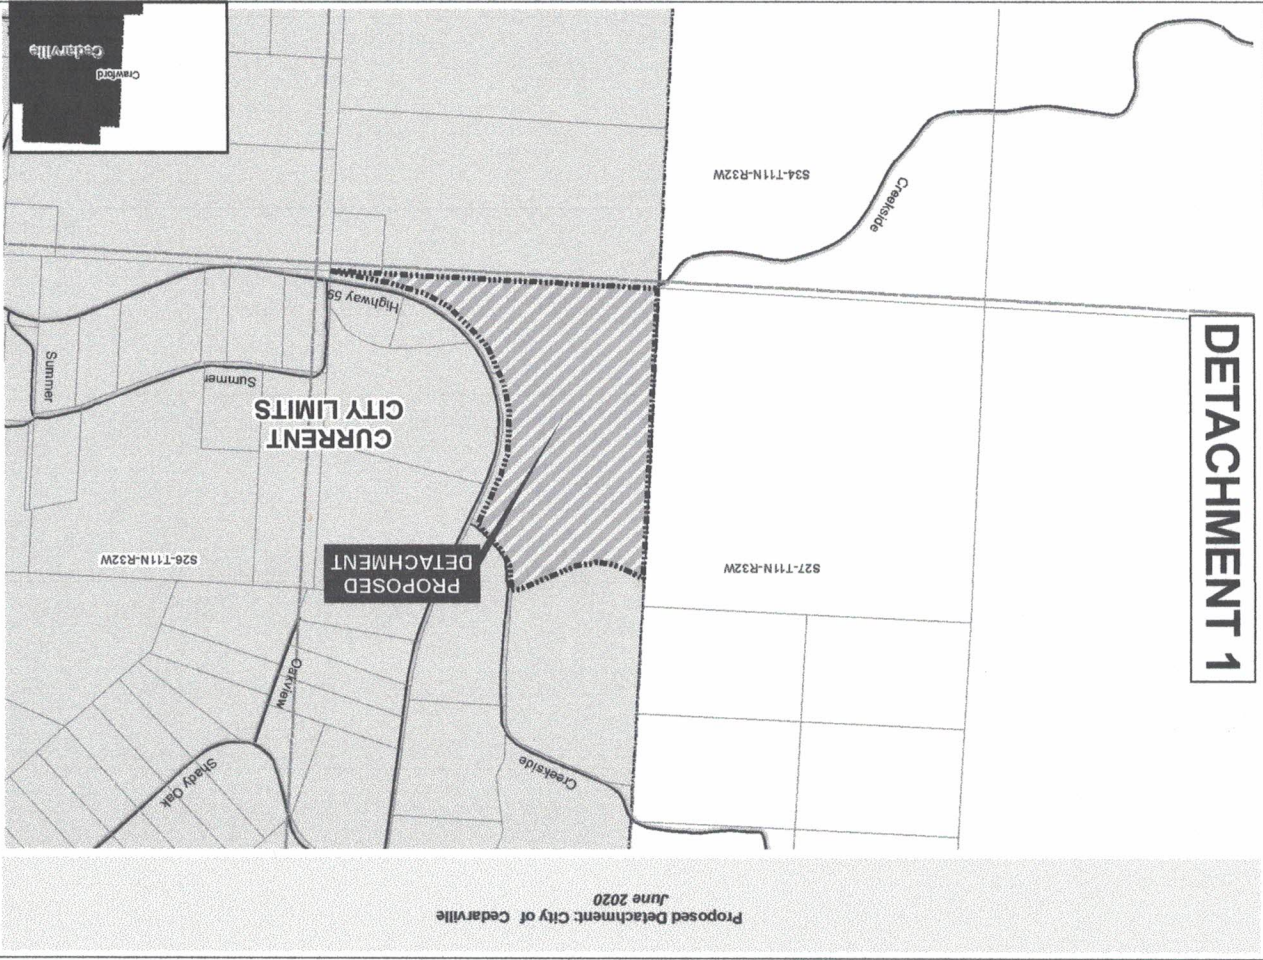 Proposed Detachment: City of Cedarville
June 2020
DETACHMENT 1
Creekside
Shady Oak
Oakview
S27-T11N-R32W
PROPOSED
DETACHMENT
S26-T11N-R32W
CURRENT
CITY LIMITS
Summer
Summer
Highway 59
Creekside
S34-T11N-R32W
Crawford
Cedarville